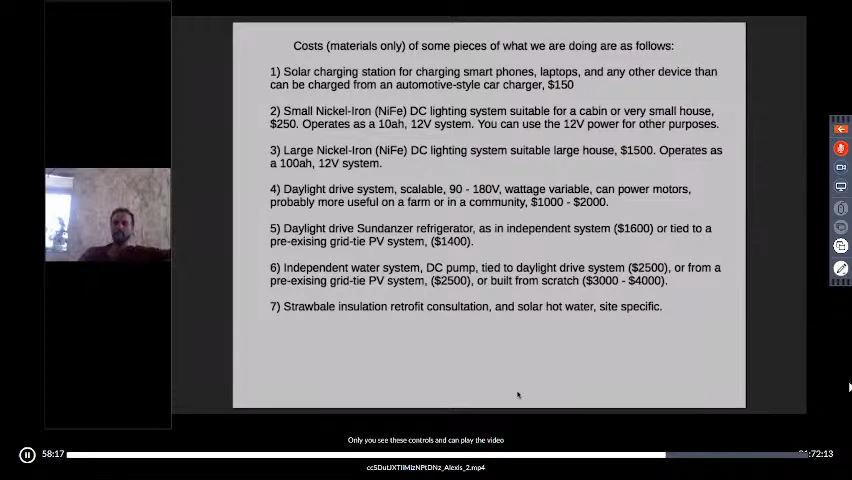 Costs (materials only) of some pieces of what we are doing are as follows:
1) Solar charging station for charging smart phones, laptops, and any other device than
can be charged from an automotive-style car charger, $150
2) Small Nickel-Iron (NiFe) DC lighting system suitable for a cabin or very small house,
$250. Operates as a 10ah, 12V system. You can use the 12V power for other purposes.
3) Large Nickel-Iron (NiFe) DC lighting system suitable large house, $1500. Operates as
a 100ah, 12V system.
4) Daylight drive system, scalable, 90 - 180V, wattage variable, can power motors,
probably more useful on a farm or in a community, $1000 - $2000.
5) Daylight drive Sundanzer refrigerator, as in independent system ($1600) or tied to a
pre-exising grid-tie PV system, ($1400).
6) Independent water system, DC pump, tied to daylight drive system ($2500), or from a
pre-existing grid-tie PV system, ($2500), or built from scratch ($3000 - $4000).
7) Strawbale insulation retrofit consultation, and solar hot water, site specific.
Only you see these controls and can play the video
58:17
72:13